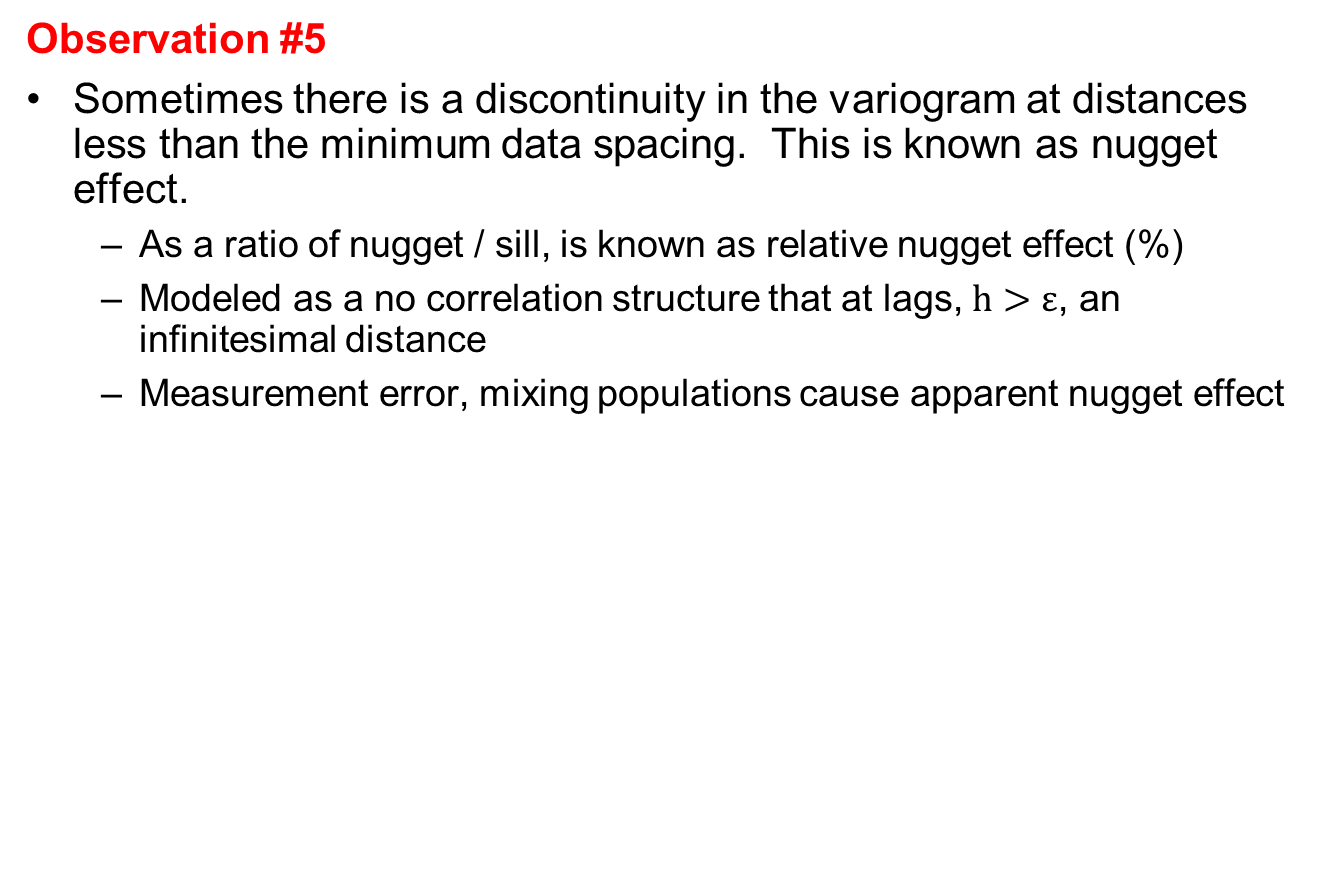 Observation #5
• Sometimes there is a discontinuity in the variogram at distances
less than the minimum data spacing.  This is known as nugget
effect.
– As a ratio of nugget / sill, is known as relative nugget effect (%)
– Modeled as a no correlation structure that at lags, h > ε, an
infinitesimal distance
– Measurement error, mixing populations cause apparent nugget effect